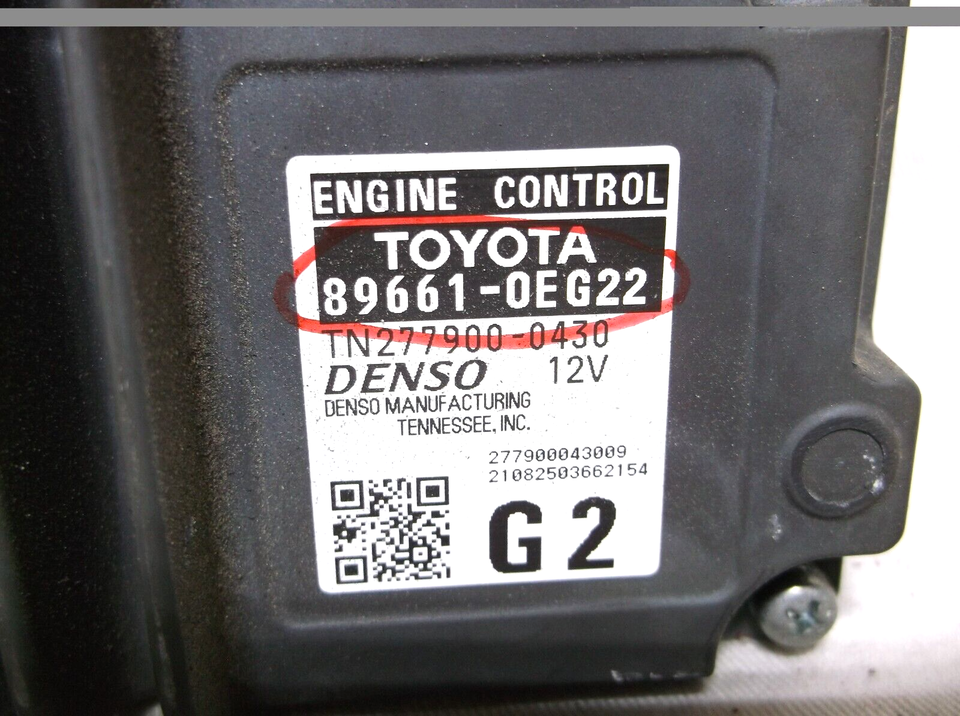 ENGINE CONTROL
TOYOTA
89661-0EG22
TN277900-0430
DENSO 12V
DENSO MANUFACTURING
TENNESSEE, INC.
277900043009
21082503662154
G2